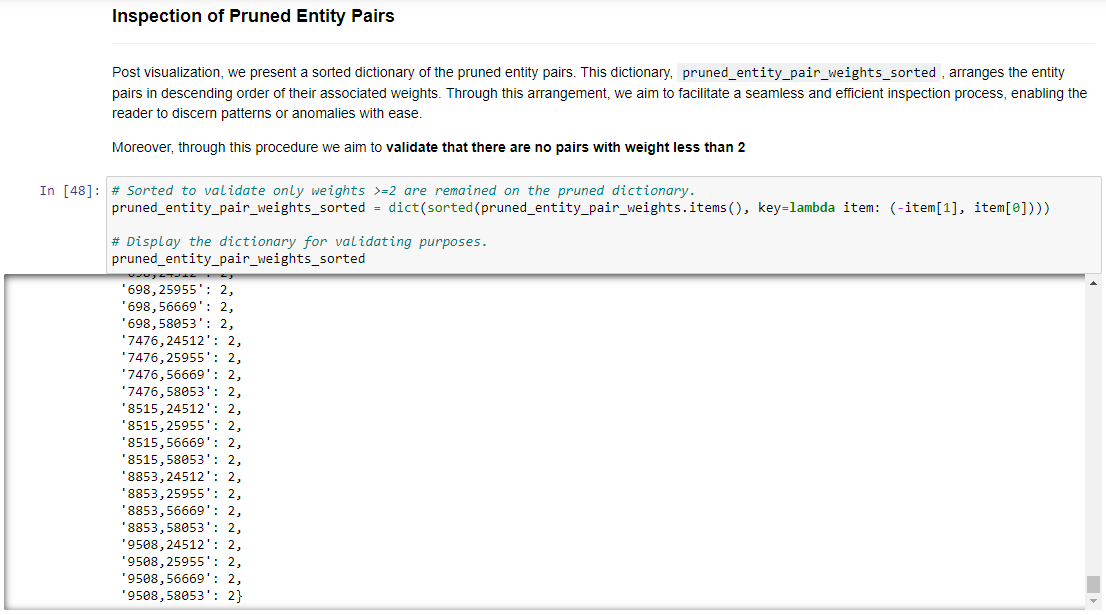 Inspection of Pruned Entity Pairs
Post visualization, we present a sorted dictionary of the pruned entity pairs. This dictionary, pruned_entity_pair_weights_sorted , arranges the entity
pairs in descending order of their associated weights. Through this arrangement, we aim to facilitate a seamless and efficient inspection process, enabling the
reader to discern patterns or anomalies with ease.
Moreover, through this procedure we aim to validate that there are no pairs with weight less than 2
In [48]: # Sorted to validate only weights >=2 are remained on the pruned dictionary.
pruned_entity_pair_weights_sorted = dict(sorted(pruned_entity_pair_weights.items(), key=lambda item: (-item[1], item[0])))
# Display the dictionary for validating purposes.
pruned_entity_pair_weights_sorted
'698,25955': 2,
'698,56669': 2,
'698,58053': 2,
'7476,24512': 2,
'7476,25955': 2,
'7476,56669': 2,
'7476,58053': 2,
'8515,24512': 2,
'8515,25955': 2,
'8515,56669': 2,
'8515,58053': 2,
'8853,24512': 2,
'8853,25955': 2,
'8853,56669': 2,
'8853,58053': 2,
'9508,24512': 2,
'9508,25955': 2,
'9508,56669': 2,
'9508,58053': 2}